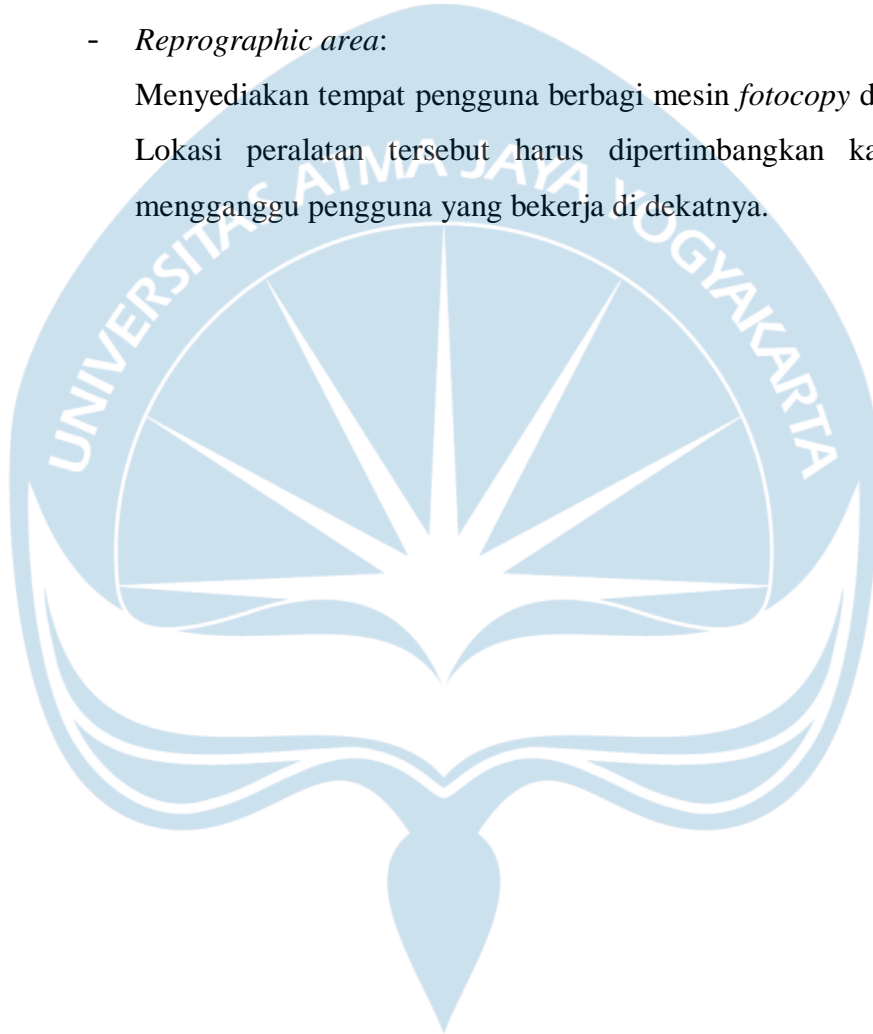 - Reprographic area:
Menyediakan tempat pengguna berbagi mesin fotocopy d
Lokasi peralatan tersebut harus dipertimbangkan ka
mengganggu pengguna yang bekerja di dekatnya.
UNIVERSITAS ATMA JAYA YOGYAKARTA